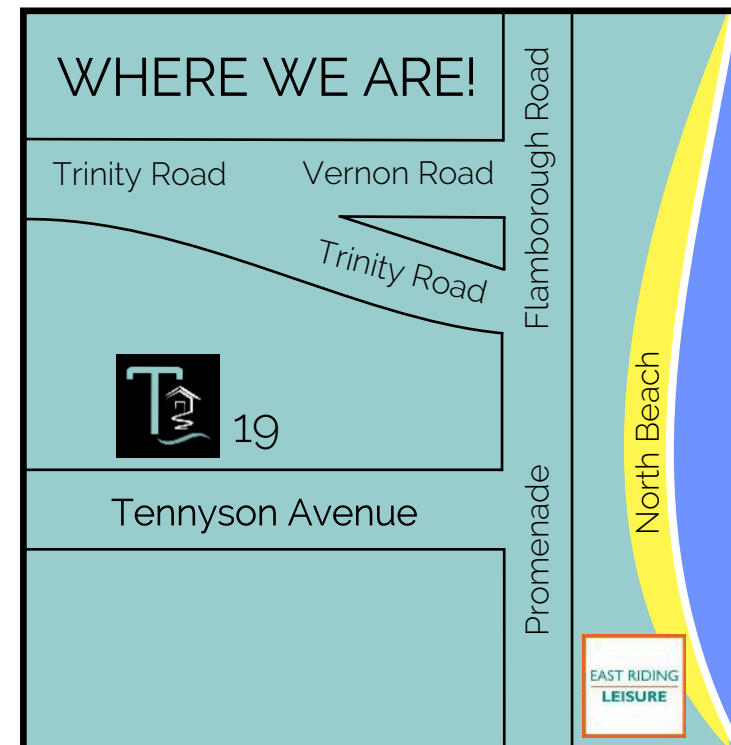 WHERE WE ARE!
Trinity Road
Vernon Road
Trinity Road
Flamborough Road
North Beach
T
19
Tennyson Avenue
Promenade
EAST RIDING
LEISURE